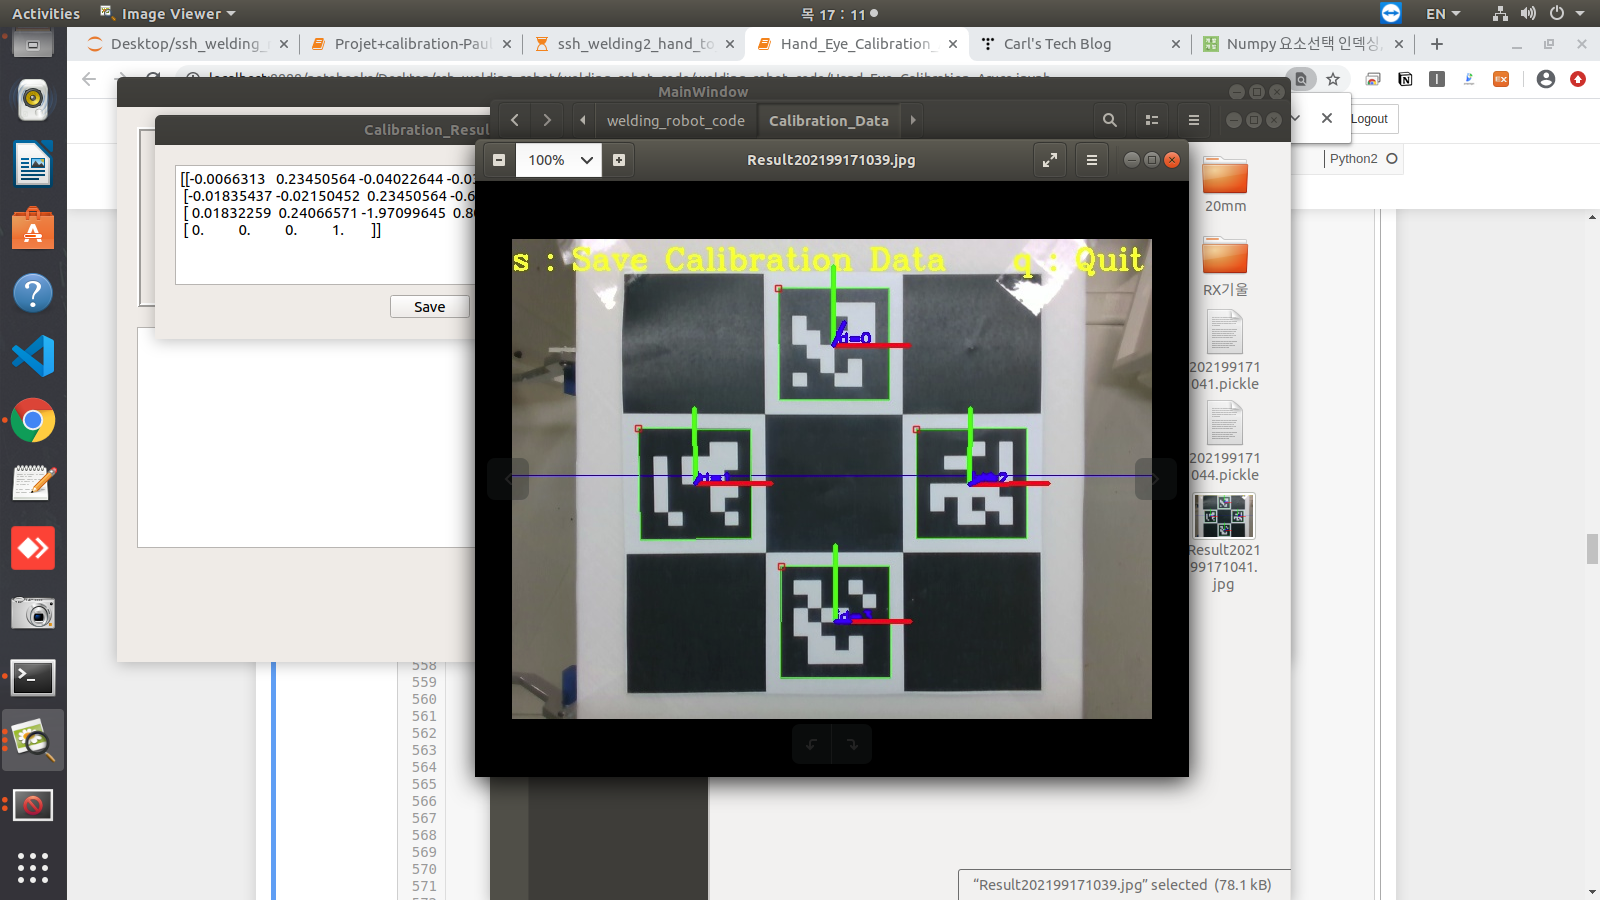 Activities
Image Viewer
목 17 : 11
EN
Desktop/ssh_welding_
Projet+calibration-Paul
ssh_welding2_hand_to
Hand_Eye_Calibration_
Carl's Tech Blog
Numpy 요소선택 인덱싱,
MainWindow
Logout
welding_robot_code
Calibration_Data
Calibration_Resul
100%
Result202199171039.jpg
Python2
[[-0.0066313 0.23450564 -0.04022644 -0.0
[-0.01835437 -0.02150452 0.23450564 -0.6
[ 0.01832259 0.24066571 -1.97099645 0.8
[ 0. 0. 0. 1. ]]
Save
s : Save Calibration Data q : Quit
id=0
20mm
RX기울
202199171
041.pickle
202199171
044.pickle
Result2021
99171041.
jpg
558
559
560
561
562
563
564
565
566
567
568
569
570
571
“Result202199171039.jpg” selected (78.1 kB)